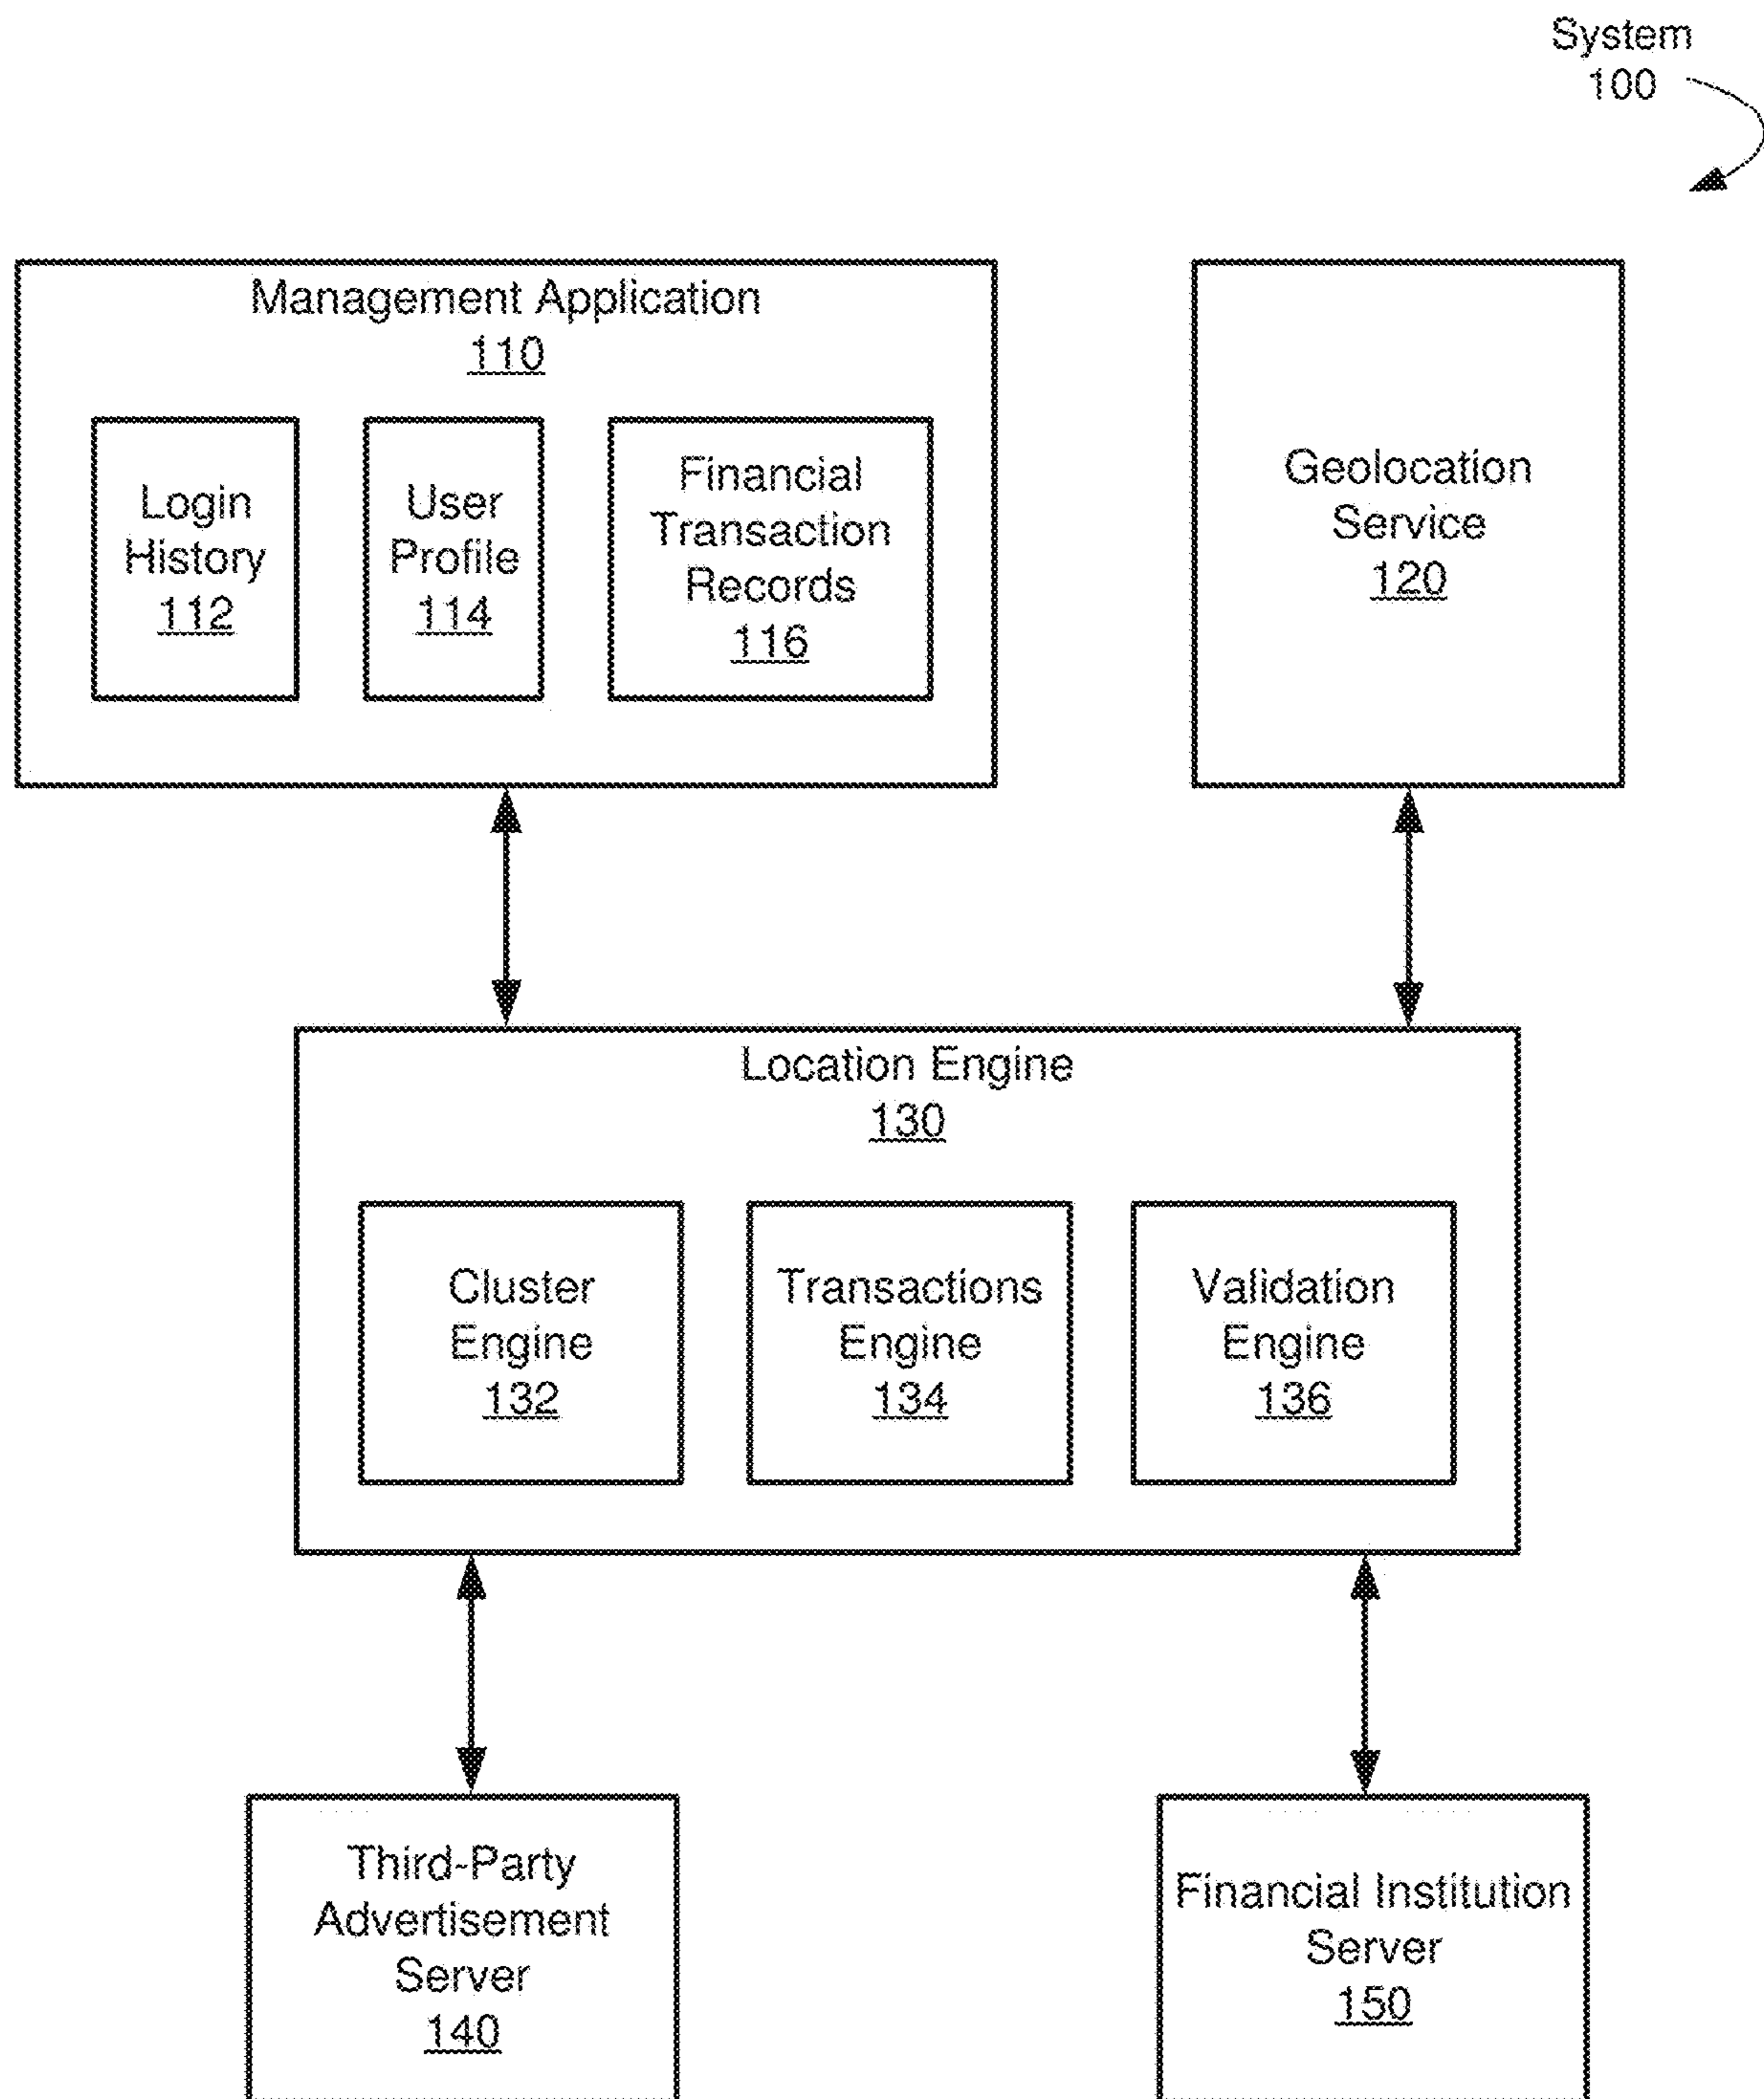 System
100
Management Application
110
Login
History
112
User
Profile
114
Financial
Transaction
Records
116
Geolocation
Service
120
Location Engine
130
Cluster
Engine
132
Transactions
Engine
134
Validation
Engine
136
Third-Party
Advertisement
Server
140
Financial Institution
Server
150